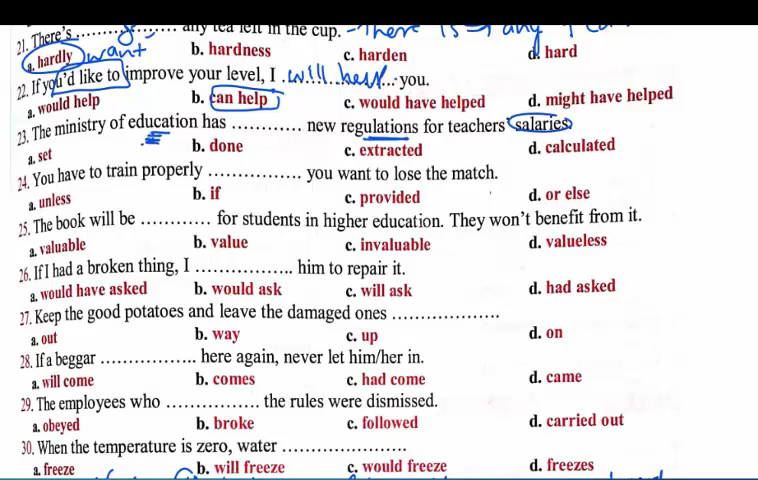 21. There's ................ any tea left in the cup. - There is any
a. hardly want b. hardness c. harden d. hard
22. If you'd like to improve your level, I will help you.
a. would help b. can help c. would have helped d. might have helped
23. The ministry of education has ............ new regulations for teachers' salaries.
a. set b. done c. extracted d. calculated
24. You have to train properly ................ you want to lose the match.
a. unless b. if c. provided d. or else
25. The book will be ............ for students in higher education. They won't benefit from it.
a. valuable b. value c. invaluable d. valueless
26. If I had a broken thing, I ................ him to repair it.
a. would have asked b. would ask c. will ask d. had asked
27. Keep the good potatoes and leave the damaged ones ..................
a. out b. way c. up d. on
28. If a beggar ................ here again, never let him/her in.
a. will come b. comes c. had come d. came
29. The employees who ................ the rules were dismissed.
a. obeyed b. broke c. followed d. carried out
30. When the temperature is zero, water .....................
a. freeze b. will freeze c. would freeze d. freezes